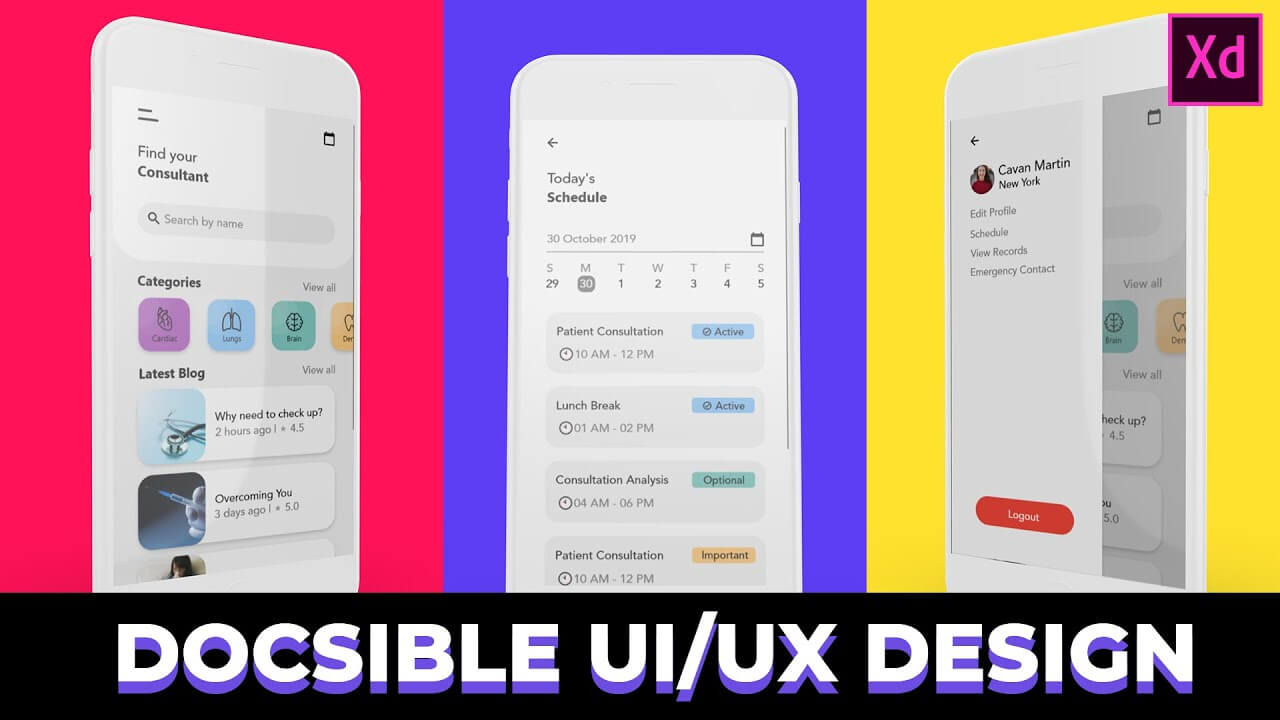 Find your
Consultant
Search by name
Categories
View all
Cardiac
Lungs
Brain
Den
Latest Blog
View all
Why need to check up?
2 hours ago | * 4.5
Overcoming You
3 days ago | * 5.0
Today's
Schedule
30 October 2019
S M T W T F S
29 30 1 2 3 4 5
Patient Consultation Active
10 AM - 12 PM
Lunch Break Active
01 AM - 02 PM
Consultation Analysis Optional
04 AM - 06 PM
Patient Consultation Important
10 AM - 12 PM
Xd
Cavan Martin
New York
Edit Profile
Schedule
View Records
Emergency Contact
View all
Brain
Den
View all
heck up?
* 4.5
ou
5.0
Logout
DOCSIBLE UI/UX DESIGN